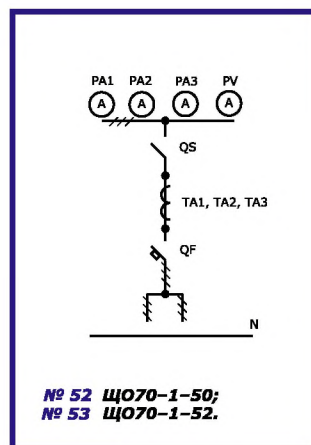 PA1 PA2 PA3 PV
A A A A
QS
TA1, TA2, TA3
QF
N
№ 52 ЩО70–1–50;
№ 53 ЩО70–1–52.